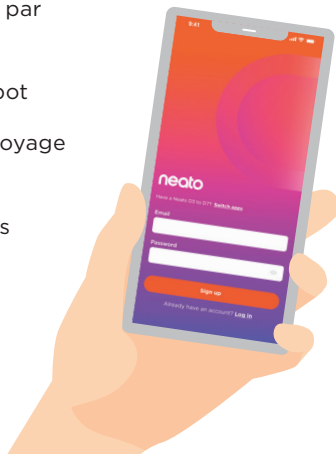 par
bot
oyage
s
9:41
neato
Have a Neato D3 to D7? Switch apps
Email
Password
Sign up
Already have an account? Log in